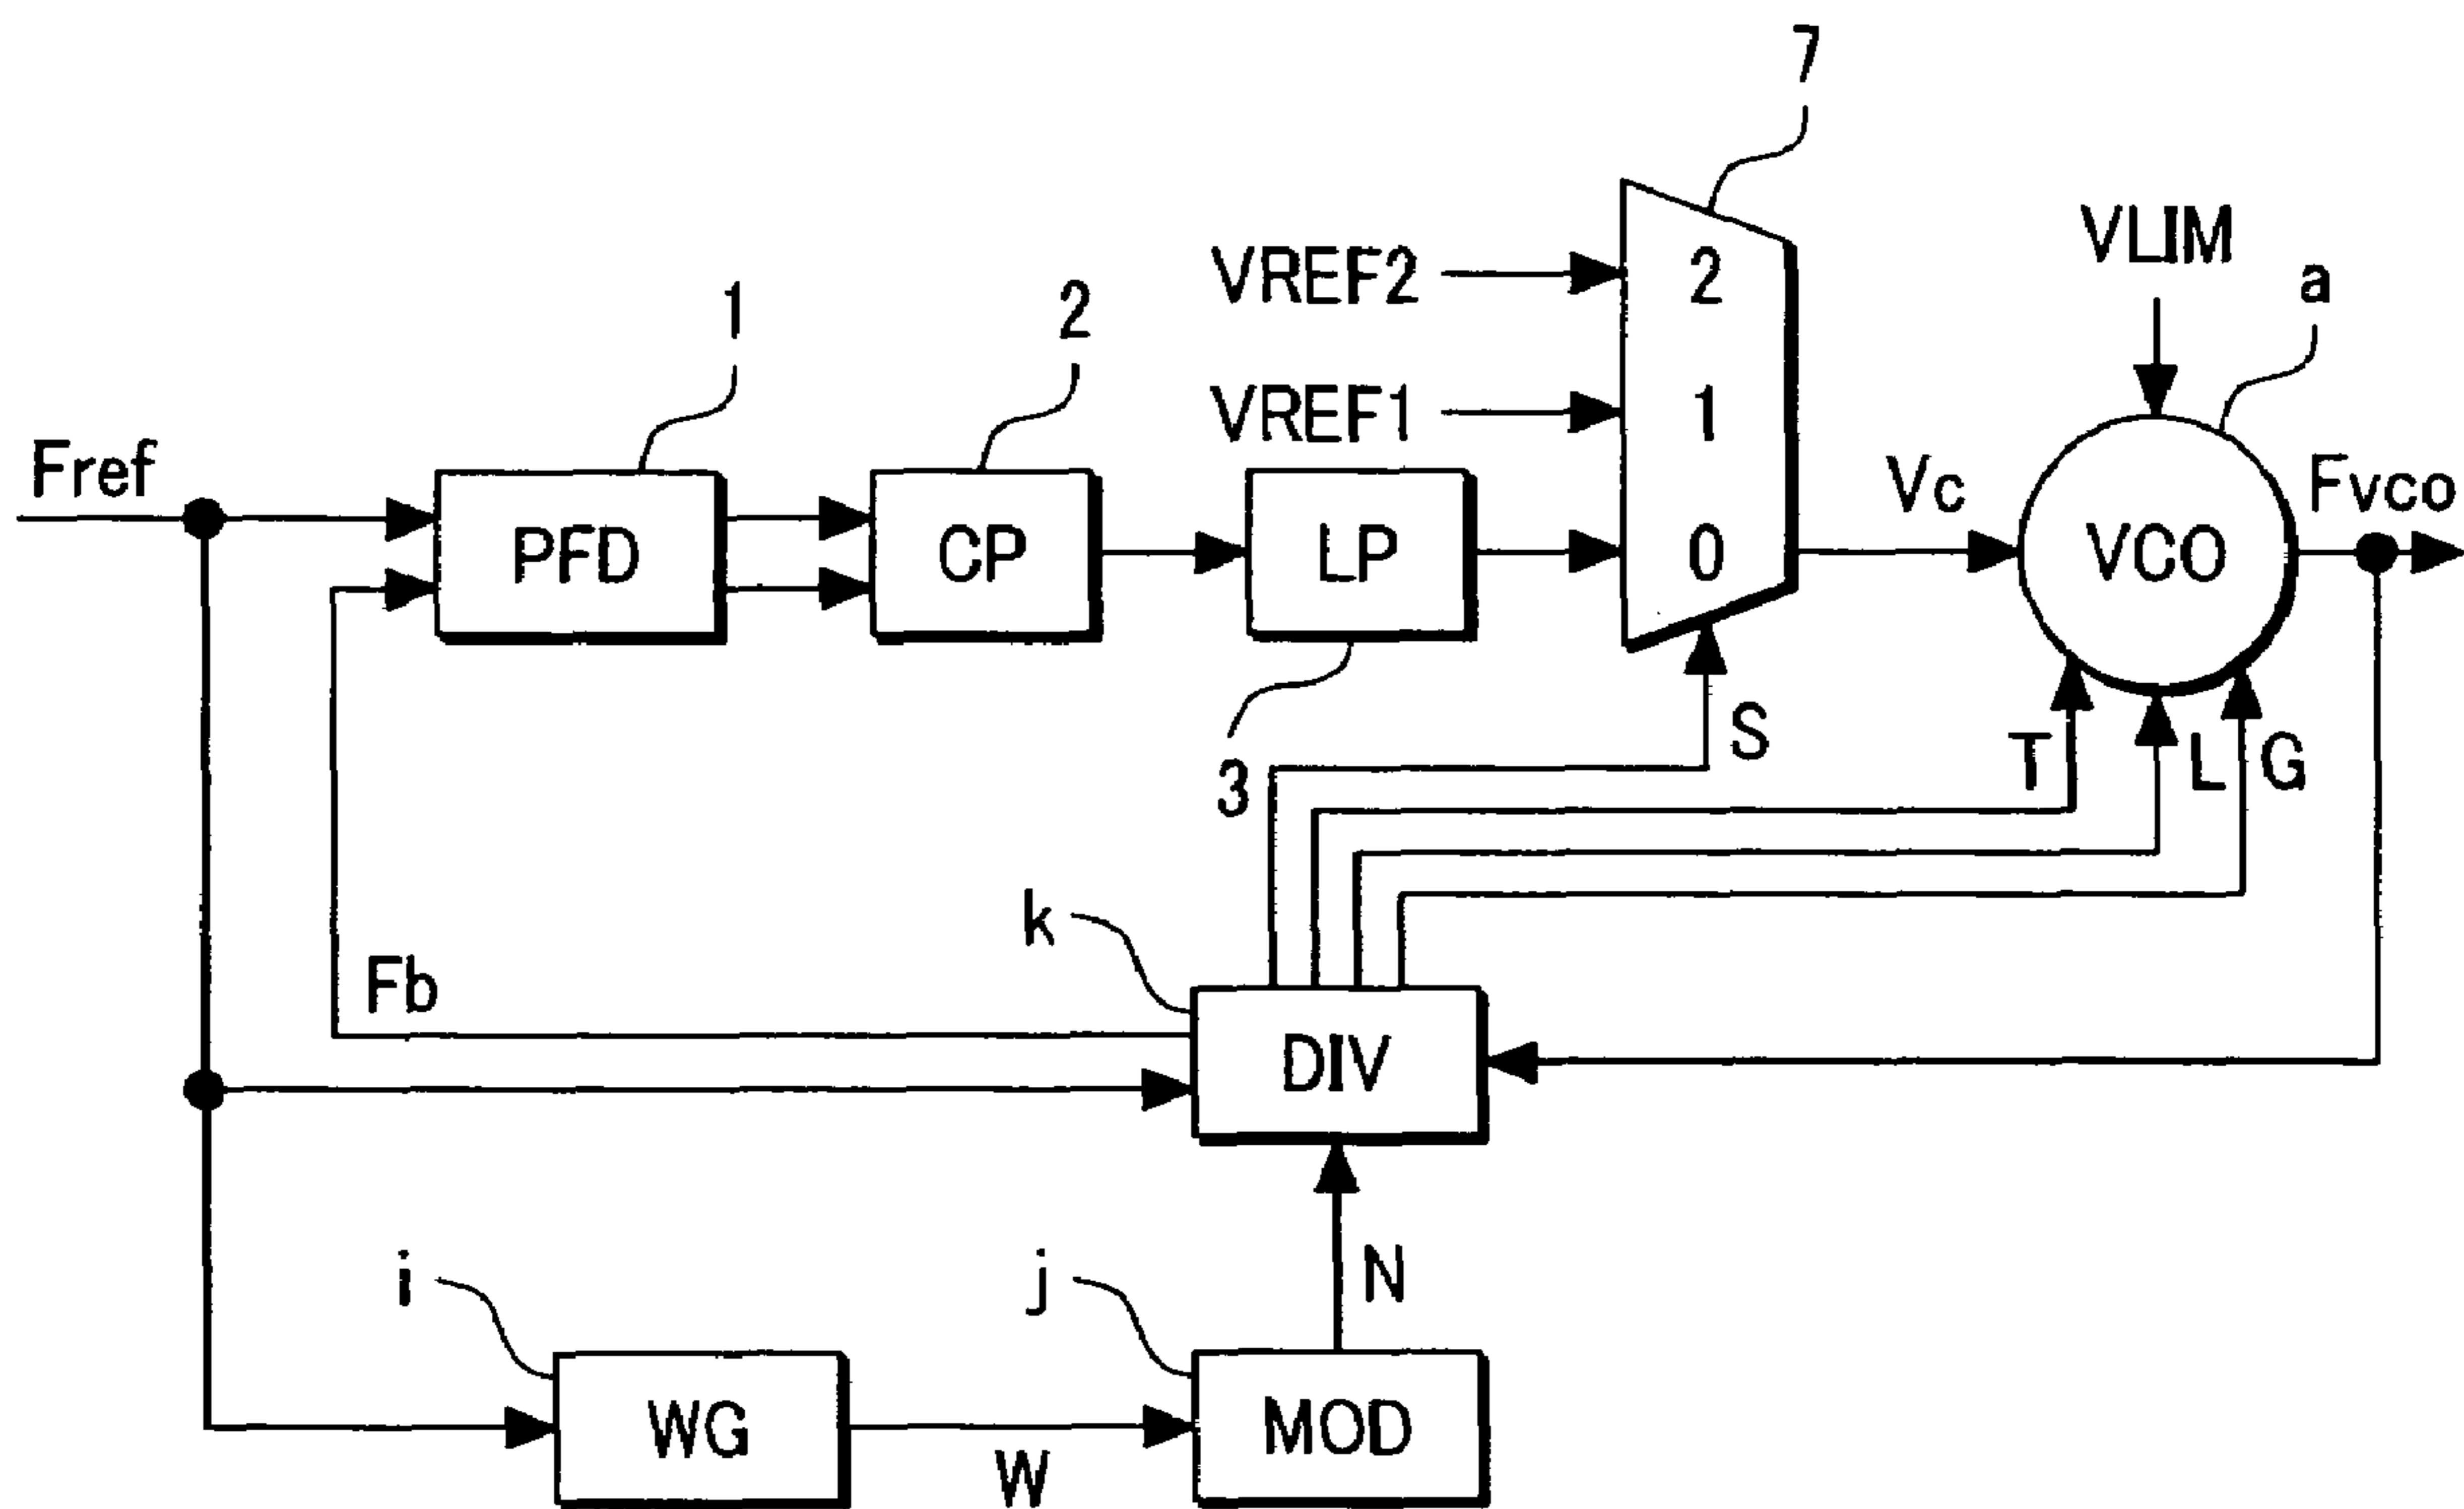 7
VREF2
2
VLIM
a
1
2
VREF1
1
Fref
PFD
CP
LP
0
Vc
VCO
Fvco
3
S
T
L
G
k
Fb
DIV
i
j
N
WG
W
MOD